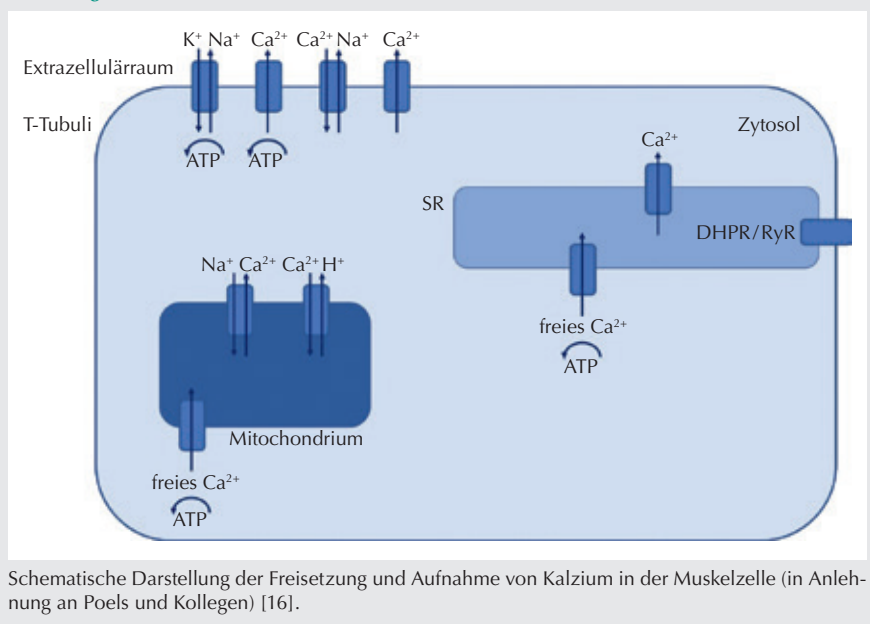 K⁺ Na⁺ Ca²⁺ Ca²⁺ Na⁺ Ca²⁺
Extrazellulärraum
T-Tubuli
Zytosol
ATP ATP
Ca²⁺
SR
DHPR/RyR
Na⁺ Ca²⁺ Ca²⁺ H⁺
freies Ca²⁺
ATP
Mitochondrium
freies Ca²⁺
ATP
Schematische Darstellung der Freisetzung und Aufnahme von Kalzium in der Muskelzelle (in Anleh-
nung an Poels und Kollegen) [16].